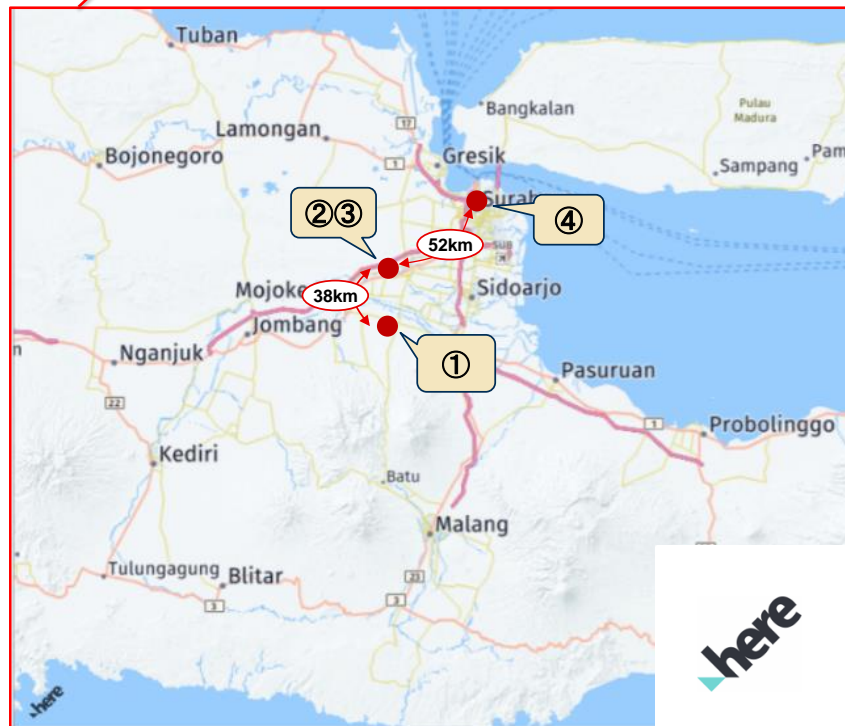 Tuban
Bangkalan
Pulau
Madura
17
Lamongan
Gresik
Bojonegoro
1
Sampang
Pam
②③
Surab
④
52km
SUB
Mojoke
38km
Sidoarjo
Jombang
①
Nganjuk
Pasuruan
22
1
Probolinggo
Kediri
Batu
Malang
Tulungagung
Blitar
23
3
3
here
here